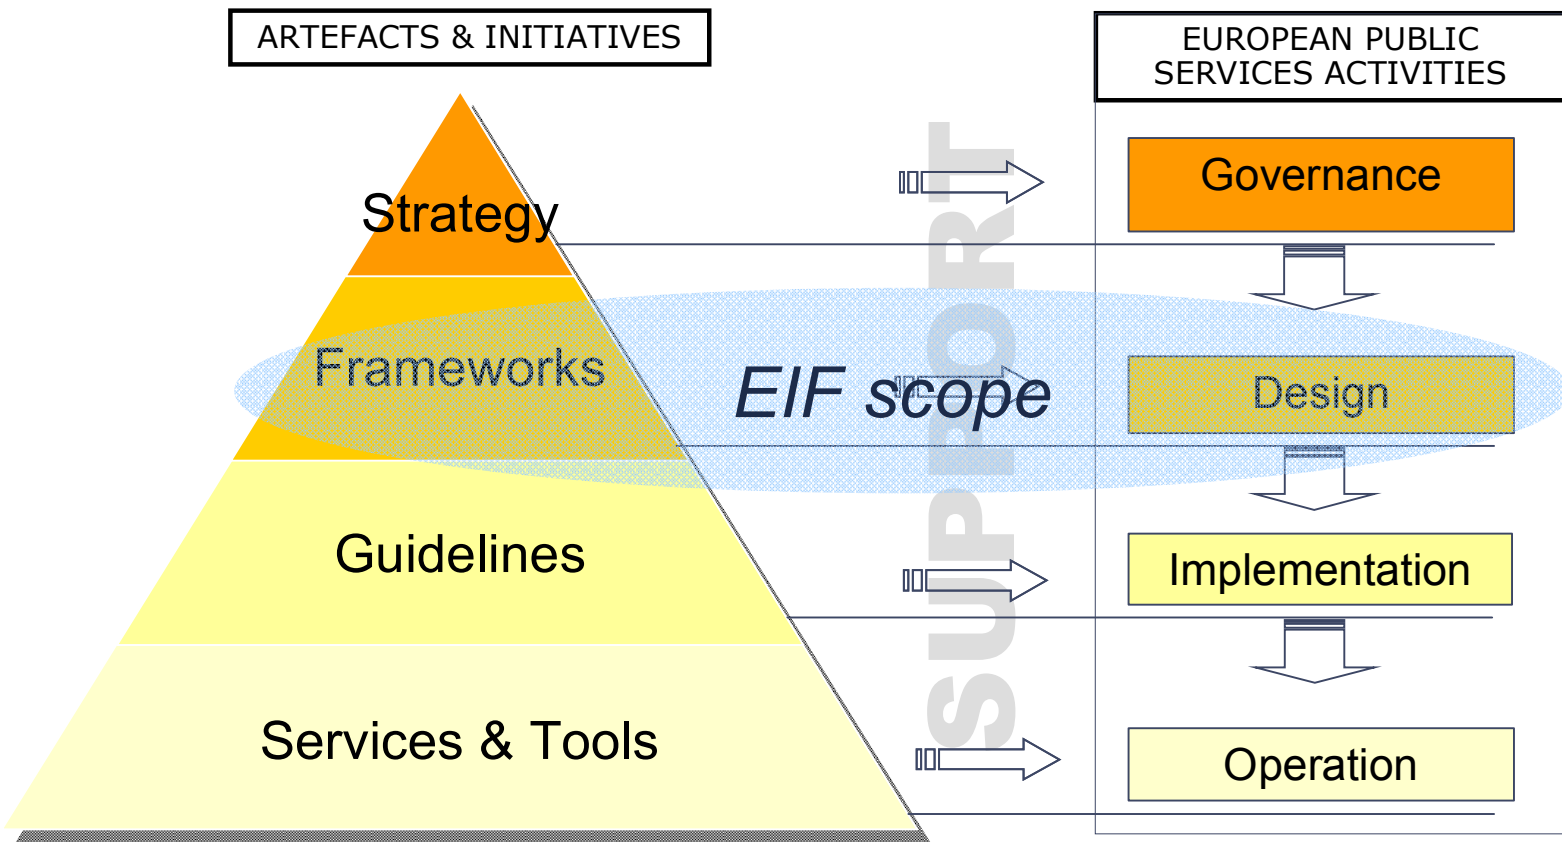 ARTEFACTS & INITIATIVES
EUROPEAN PUBLIC
SERVICES ACTIVITIES
Strategy
Governance
Frameworks
EIF scope
Design
SUPPORT
Guidelines
Implementation
Services & Tools
Operation